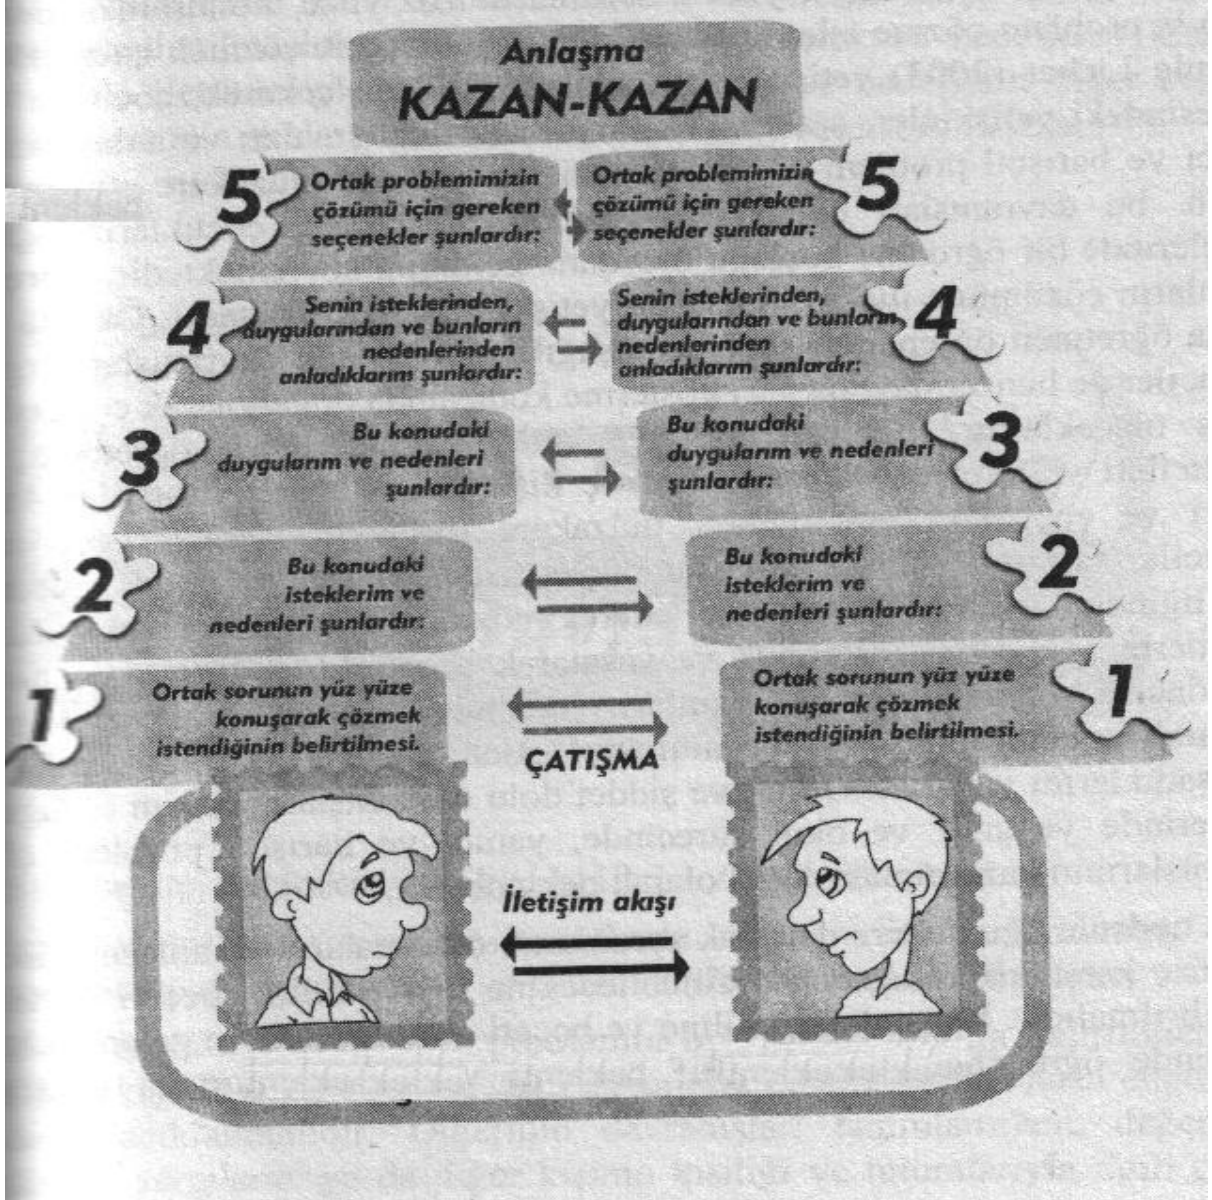 Anlaşma
KAZAN-KAZAN
5
Ortak problemimizin
çözümü için gereken
seçenekler şunlardır:
Ortak problemimizin
çözümü için gereken
seçenekler şunlardır:
5
4
Senin isteklerinden,
duygularından ve bunların
nedenlerinden
anladıklarım şunlardır:
Senin isteklerinden,
duygularından ve bunların
nedenlerinden
anladıklarım şunlardır:
4
3
Bu konudaki
duygularım ve nedenleri
şunlardır:
Bu konudaki
duygularım ve nedenleri
şunlardır:
3
2
Bu konudaki
isteklerim ve
nedenleri şunlardır:
Bu konudaki
isteklerim ve
nedenleri şunlardır:
2
1
Ortak sorunun yüz yüze
konuşarak çözmek
istendiğinin belirtilmesi.
Ortak sorunun yüz yüze
konuşarak çözmek
istendiğinin belirtilmesi.
1
ÇATIŞMA
İletişim akışı